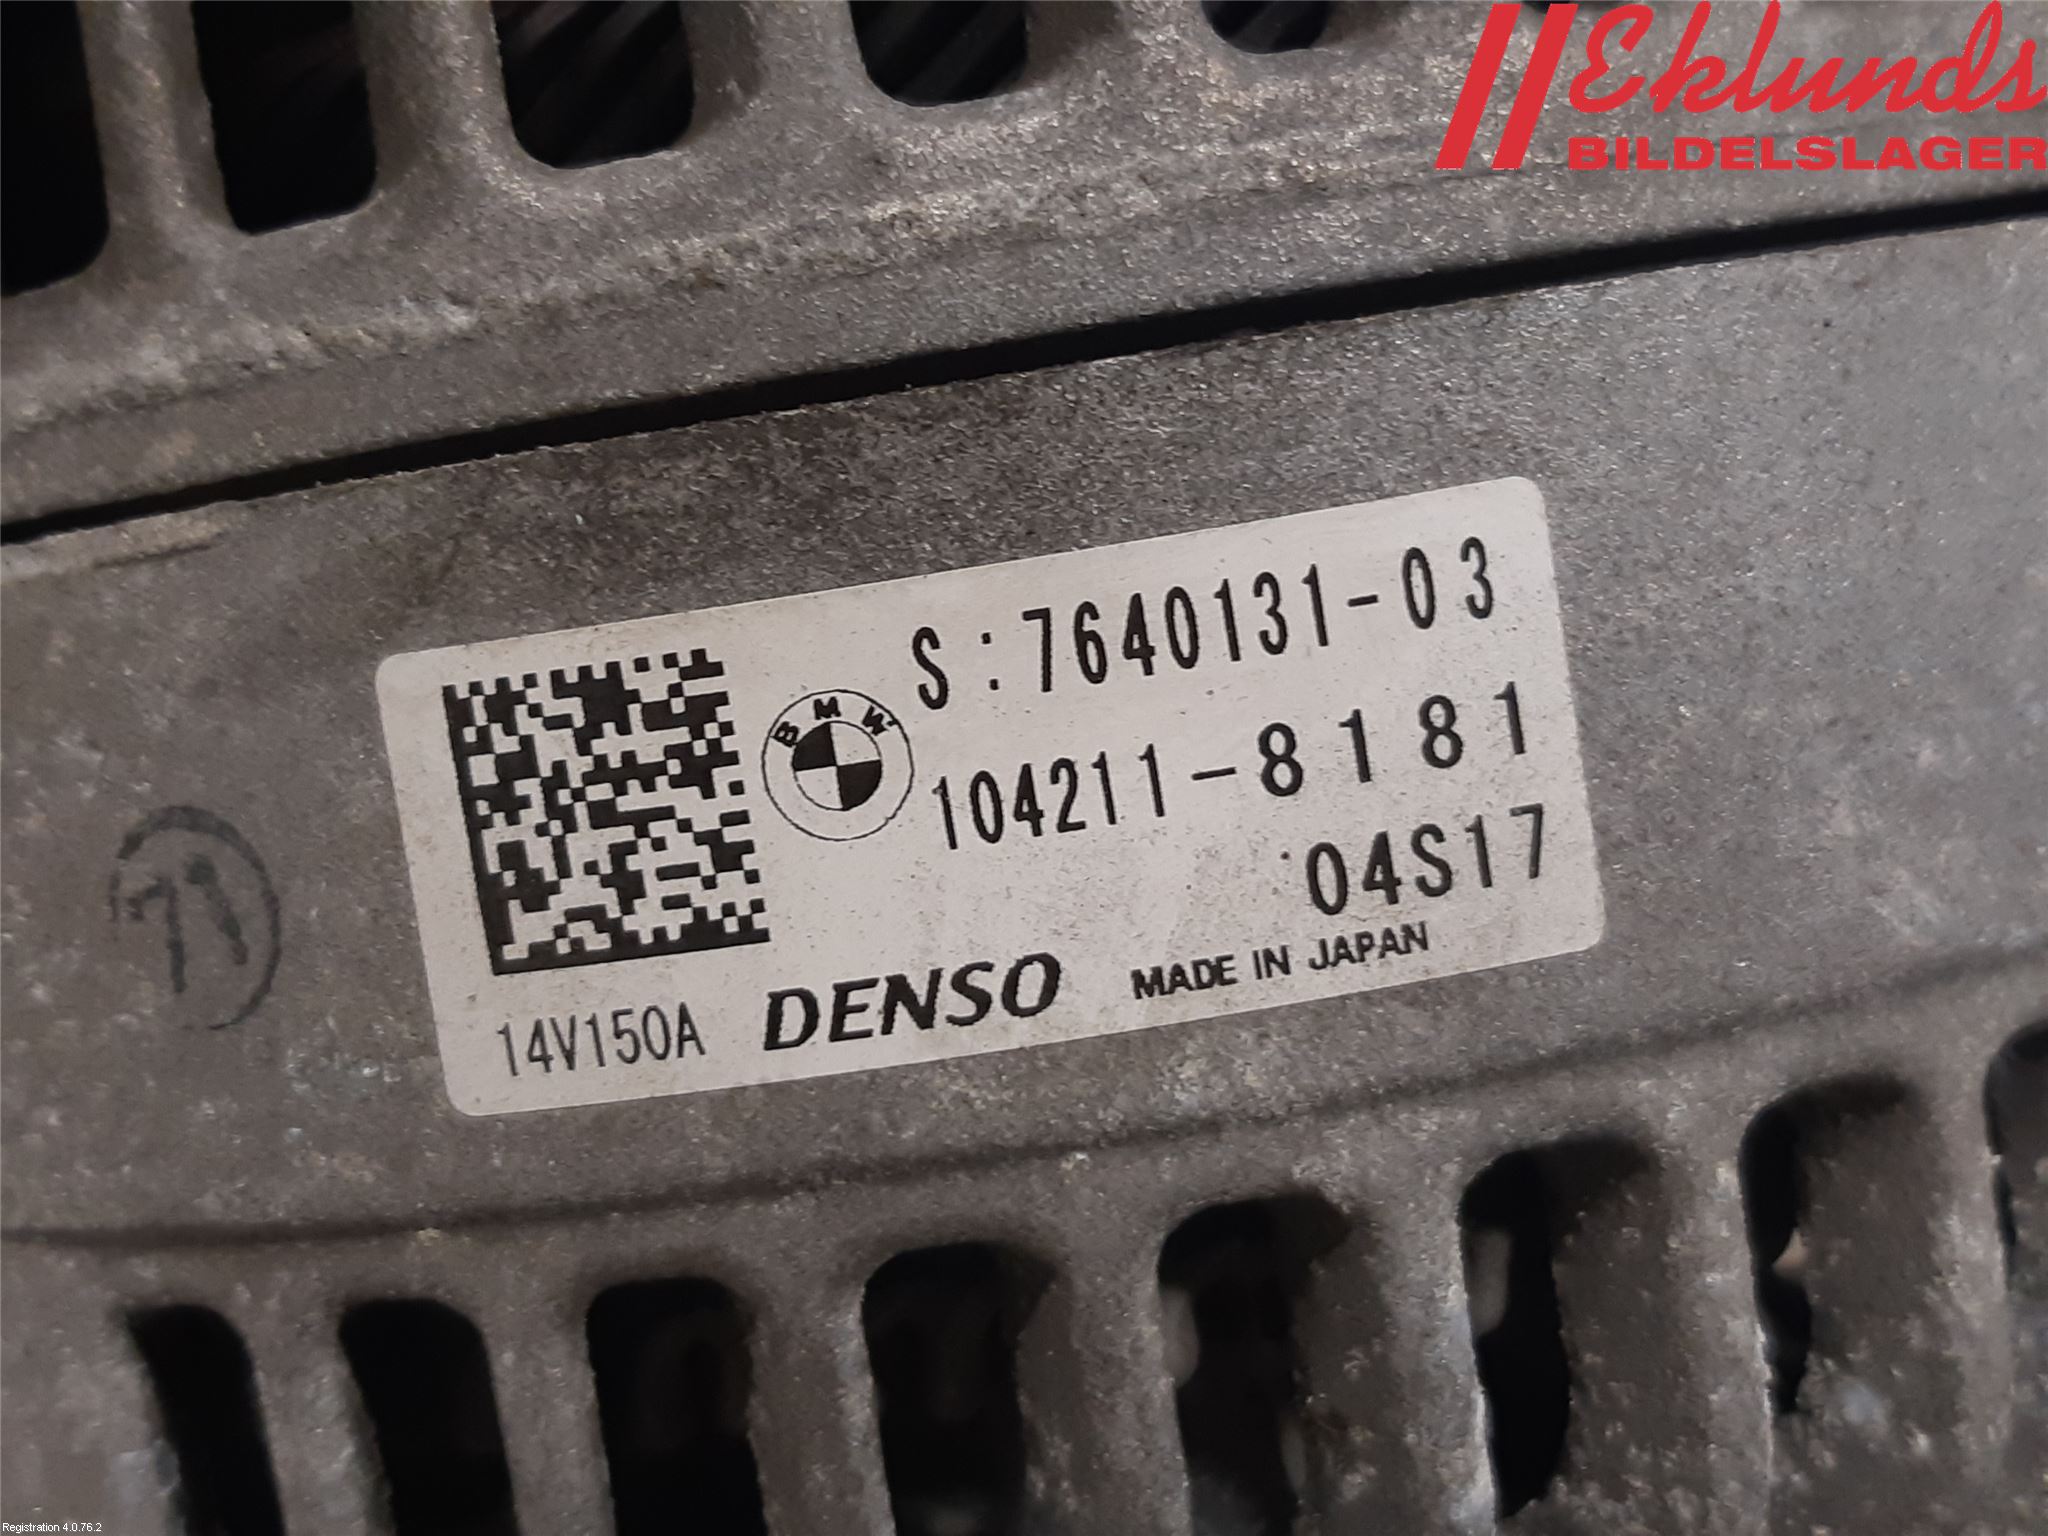 Eklunds
BILDELSLAGER
S:7640131-03
BMW
104211-8181
04S17
14V150A DENSO MADE IN JAPAN
Registration 4.0.76.2